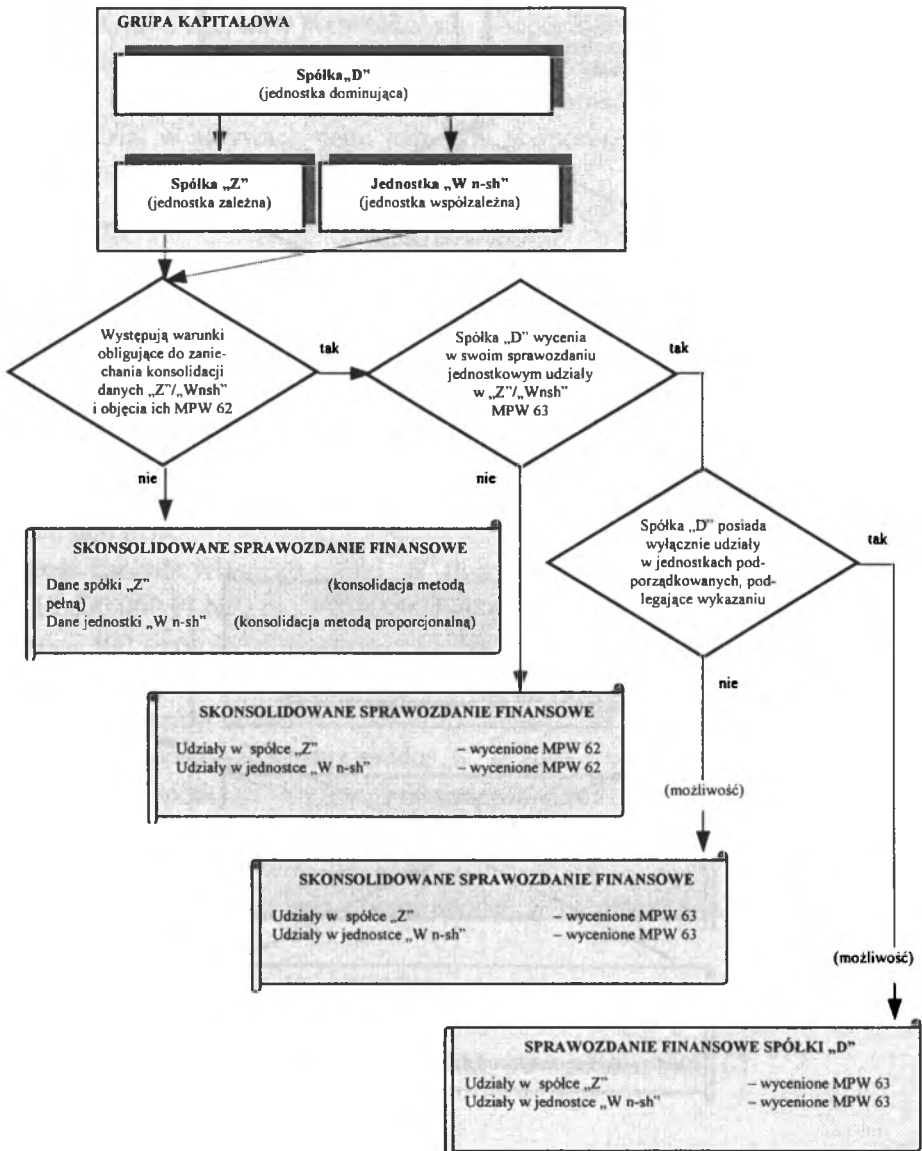 GRUPA KAPITAŁOWA
Spółka„D”
(jednostka dominująca)
Spółka „Z”
(jednostka zależna)
Jednostka „W n-sh”
(jednostka współzależna)
Występują warunki
obligujące do zanie-
chania konsolidacji
danych „Z”/„Wnsh”
i objęcia ich MPW 62
tak
Spółka „D” wycenia
w swoim sprawozdaniu
jednostkowym udziały
w „Z”/„Wnsh”
MPW 63
tak
nie
nie
Spółka „D” posiada
wyłącznie udziały
w jednostkach pod-
porządkowanych, pod-
legające wykazaniu
tak
SKONSOLIDOWANE SPRAWOZDANIE FINANSOWE
Dane spółki „Z” (konsolidacja metodą
pełną)
Dane jednostki „W n-sh” (konsolidacja metodą proporcjonalną)
nie
SKONSOLIDOWANE SPRAWOZDANIE FINANSOWE
Udziały w spółce „Z” – wycenione MPW 62
Udziały w jednostce „W n-sh” – wycenione MPW 62
(możliwość)
SKONSOLIDOWANE SPRAWOZDANIE FINANSOWE
Udziały w spółce „Z” – wycenione MPW 63
Udziały w jednostce „W n-sh” – wycenione MPW 63
(możliwość)
SPRAWOZDANIE FINANSOWE SPÓŁKI „D”
Udziały w spółce „Z” – wycenione MPW 63
Udziały w jednostce „W n-sh” – wycenione MPW 63